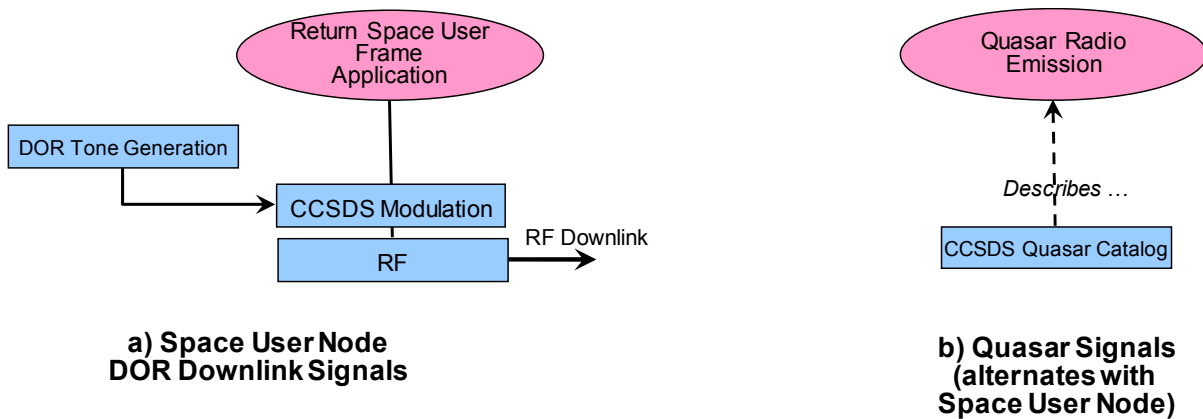 Return Space User
Frame
Application
DOR Tone Generation
CCSDS Modulation
RF
RF Downlink
a) Space User Node
DOR Downlink Signals
Quasar Radio
Emission
Describes …
CCSDS Quasar Catalog
b) Quasar Signals
(alternates with
Space User Node)